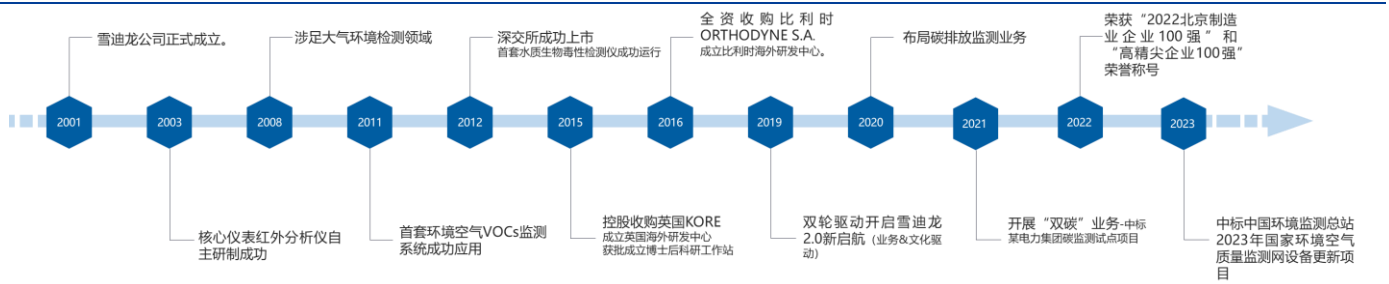 雪迪龙公司正式成立。
涉足大气环境检测领域
深交所成功上市
首套水质生物毒性检测仪成功运行
全资收购比利时
ORTHODYNE S.A.
成立比利时海外研发中心。
布局碳排放监测业务
荣获“2022北京制造
业企业100强”和
“高精尖企业100强”
荣誉称号
2001
2003
2008
2011
2012
2015
2016
2019
2020
2021
2022
2023
核心仪表红外分析仪自
主研制成功
首套环境空气VOCs监测
系统成功应用
控股收购英国KORE
成立英国海外研发中心
获批成立博士后科研工作站
双轮驱动开启雪迪龙
2.0新启航（业务&文化驱
动）
开展“双碳”业务-中标
某电力集团碳监测试点项目
中标中国环境监测总站
2023年国家环境空气
质量监测网设备更新项
目